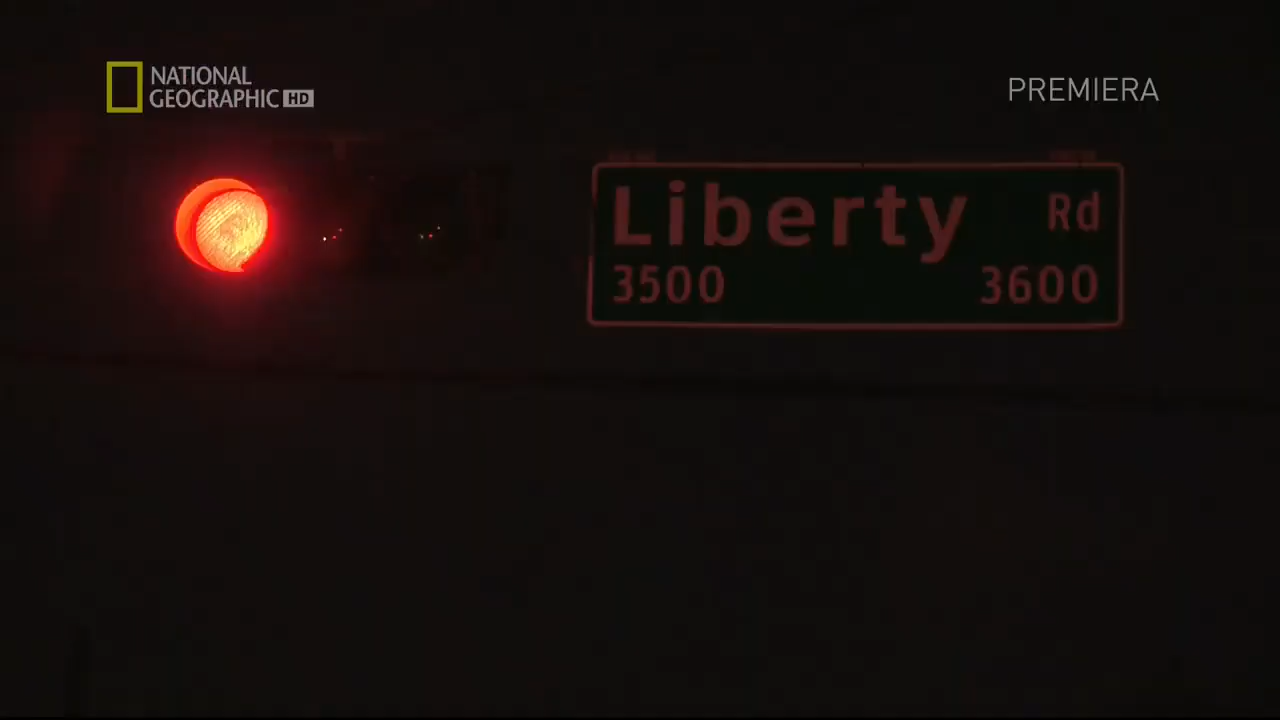 NATIONAL
GEOGRAPHIC HD
PREMIERA
Liberty Rd
3500 3600